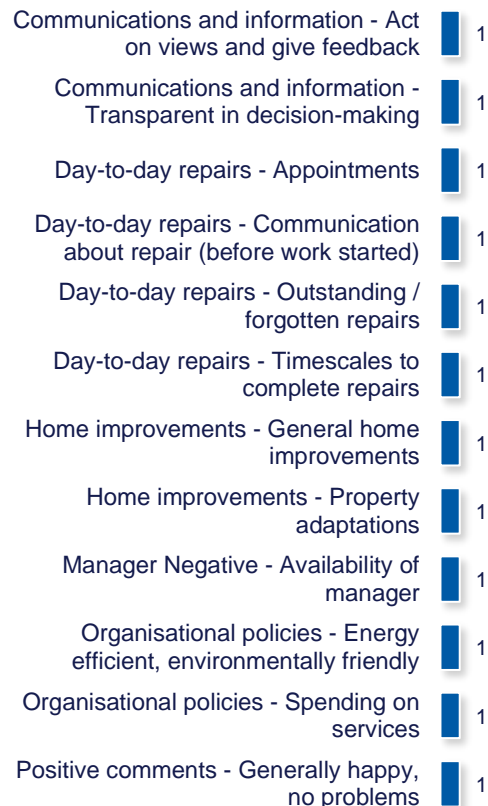 Communications and information - Act
on views and give feedback
1
Communications and information -
Transparent in decision-making
1
Day-to-day repairs - Appointments
1
Day-to-day repairs - Communication
about repair (before work started)
1
Day-to-day repairs - Outstanding /
forgotten repairs
1
Day-to-day repairs - Timescales to
complete repairs
1
Home improvements - General home
improvements
1
Home improvements - Property
adaptations
1
Manager Negative - Availability of
manager
1
Organisational policies - Energy
efficient, environmentally friendly
1
Organisational policies - Spending on
services
1
Positive comments - Generally happy,
no problems
1